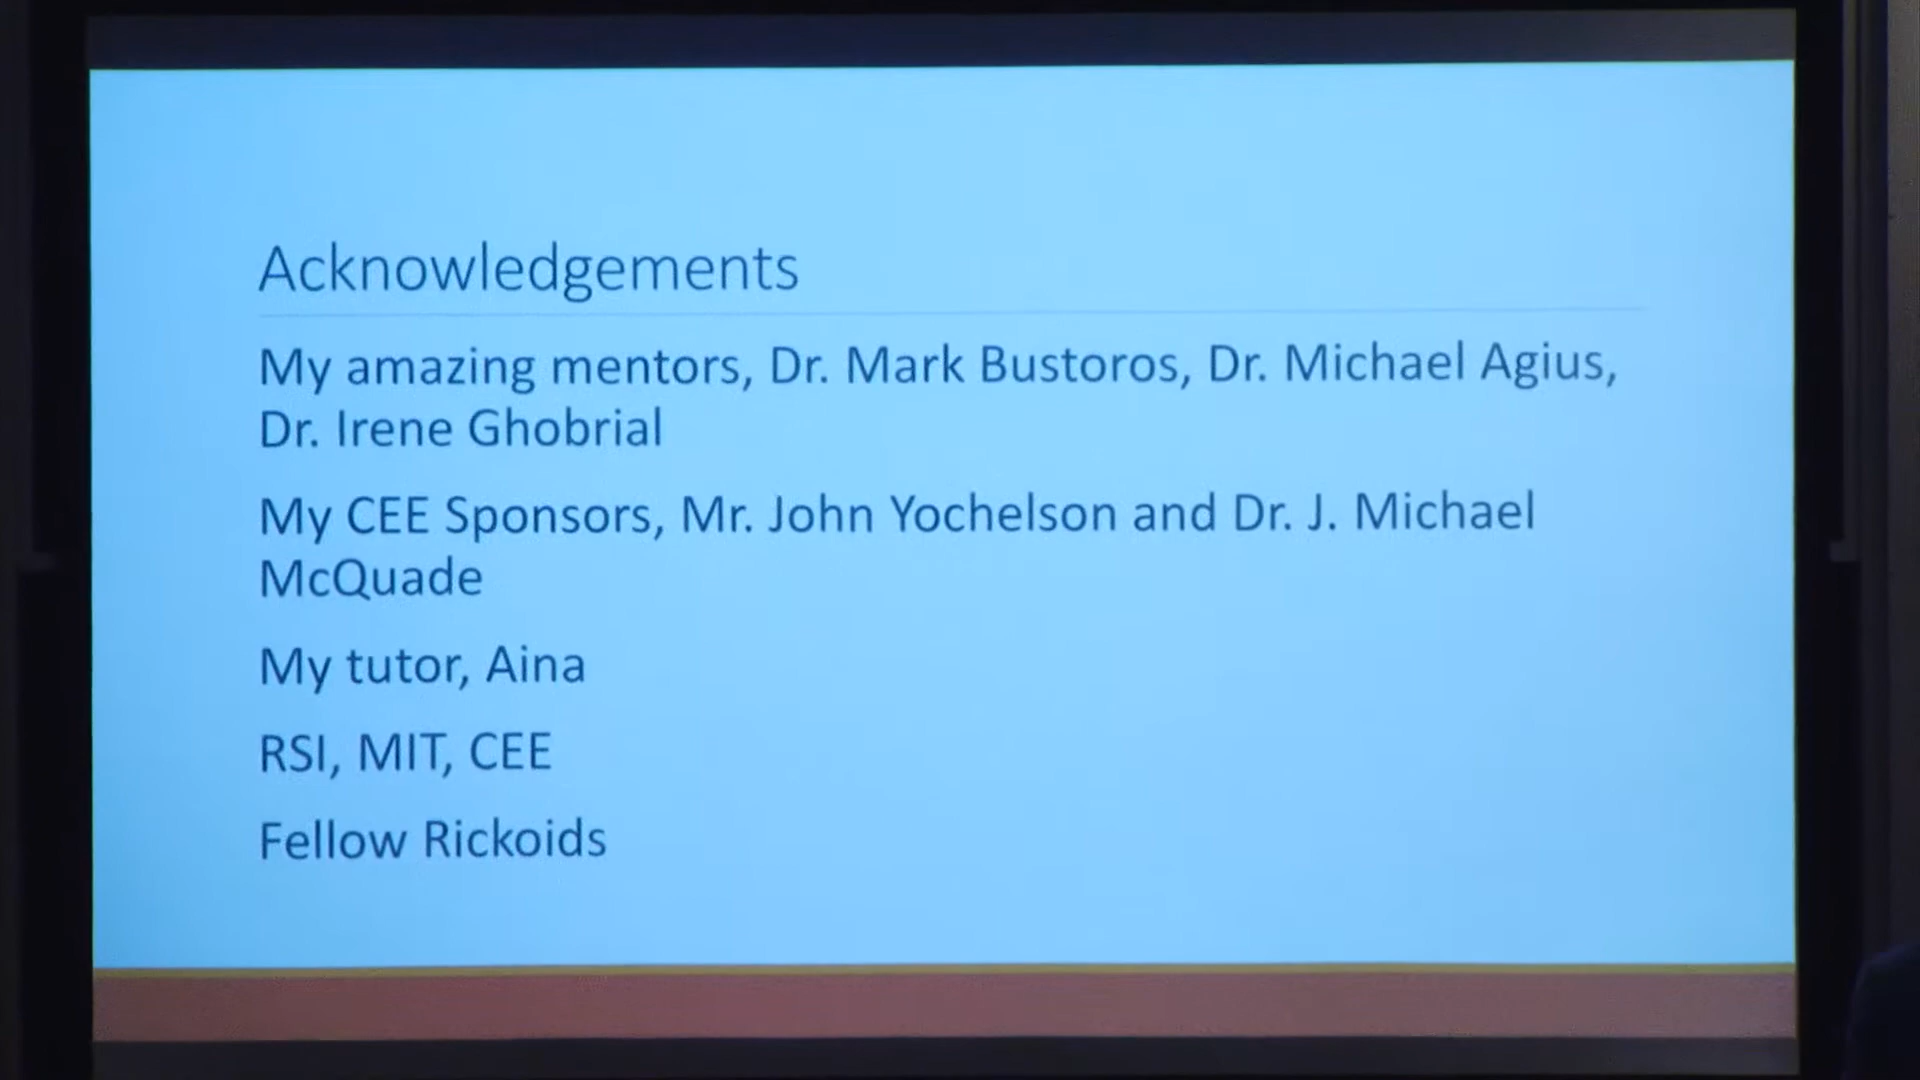 Acknowledgements
My amazing mentors, Dr. Mark Bustoros, Dr. Michael Agius,
Dr. Irene Ghobrial
My CEE Sponsors, Mr. John Yochelson and Dr. J. Michael
McQuade
My tutor, Aina
RSI, MIT, CEE
Fellow Rickoids